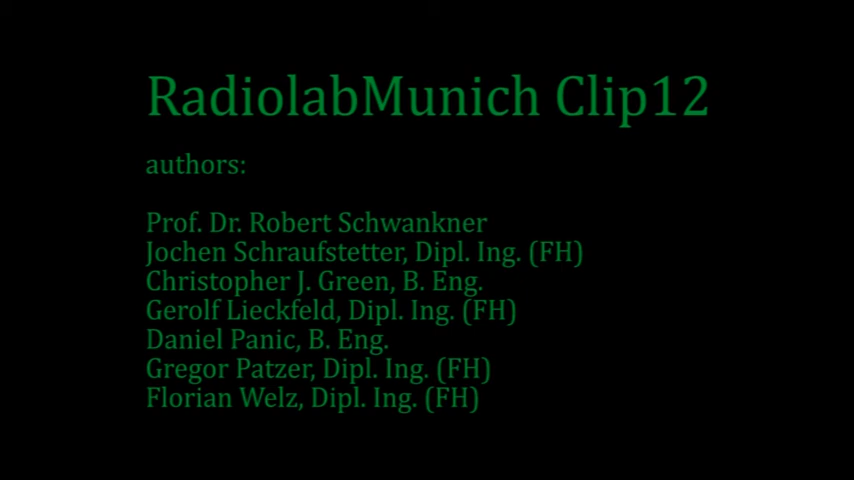 RadiolabMunich Clip12
authors:
Prof. Dr. Robert Schwankner
Jochen Schraufstetter, Dipl. Ing. (FH)
Christopher J. Green, B. Eng.
Gerolf Lieckfeld, Dipl. Ing. (FH)
Daniel Panic, B. Eng.
Gregor Patzer, Dipl. Ing. (FH)
Florian Welz, Dipl. Ing. (FH)